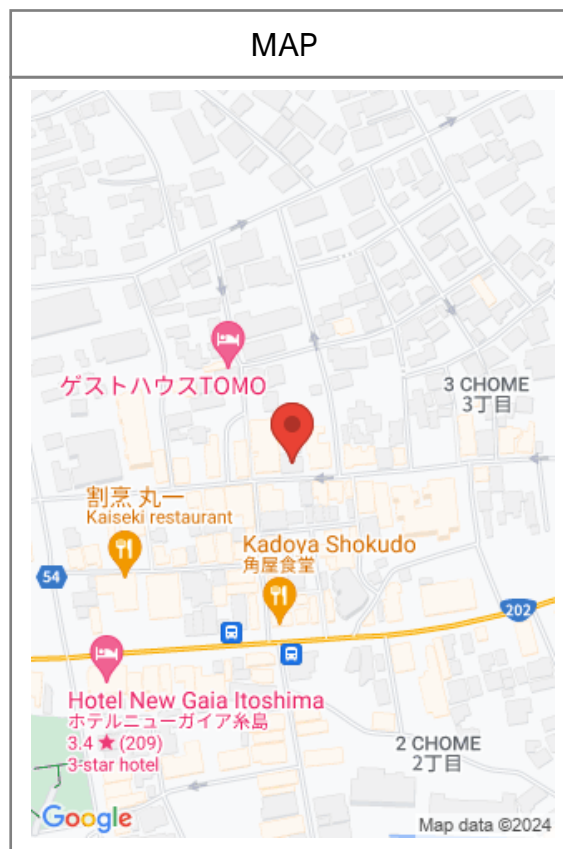 MAP
ゲストハウスTOMO
3 CHOME
3丁目
割烹 丸一
Kaiseki restaurant
Kadoya Shokudo
角屋食堂
54
202
Hotel New Gaia Itoshima
ホテルニューガイア糸島
3.4 ★ (209)
3-star hotel
2 CHOME
2丁目
Google
Map data ©2024